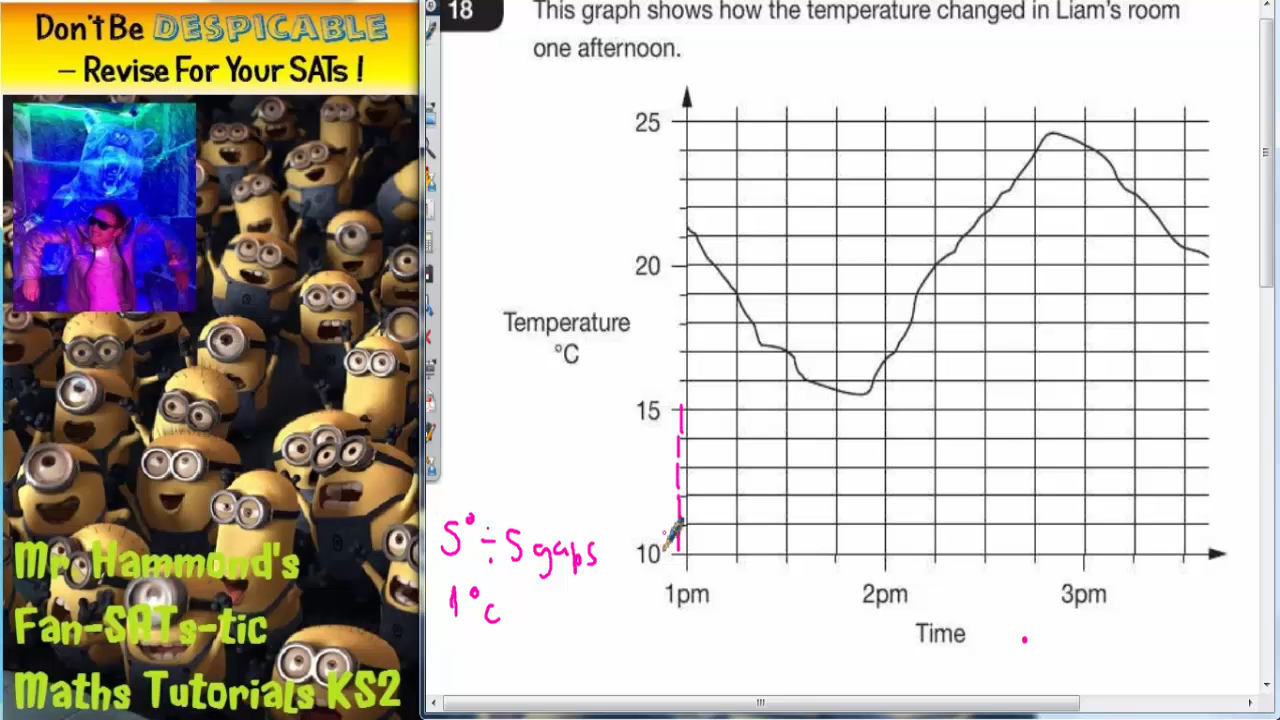 Don't Be DESPICABLE
– Revise For Your SATs !
Mr Hammond's
Fan-SATs-tic
Maths Tutorials KS2
18
This graph shows how the temperature changed in Liam's room
one afternoon.
25
20
Temperature
°C
15
10
5° ÷ 5 gaps
1°c
1pm 2pm 3pm
Time